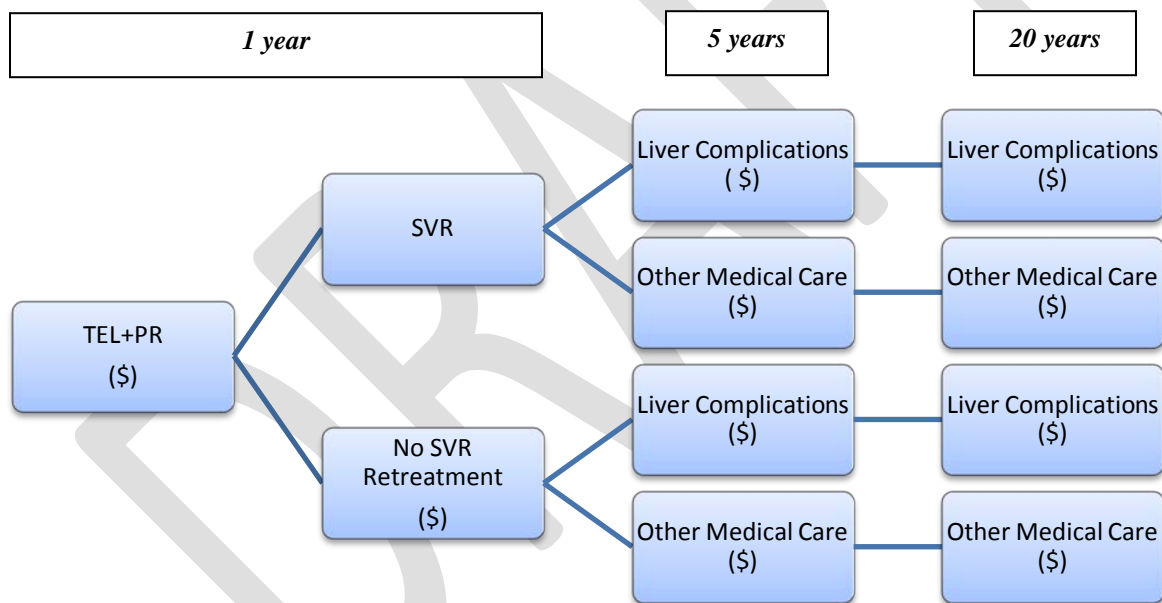 1 year
5 years
20 years
TEL+PR
($)
SVR
No SVR
Retreatment
($)
Liver Complications
( $)
Other Medical Care
($)
Liver Complications
($)
Other Medical Care
($)
Liver Complications
($)
Other Medical Care
($)
Liver Complications
($)
Other Medical Care
($)
DRAFT